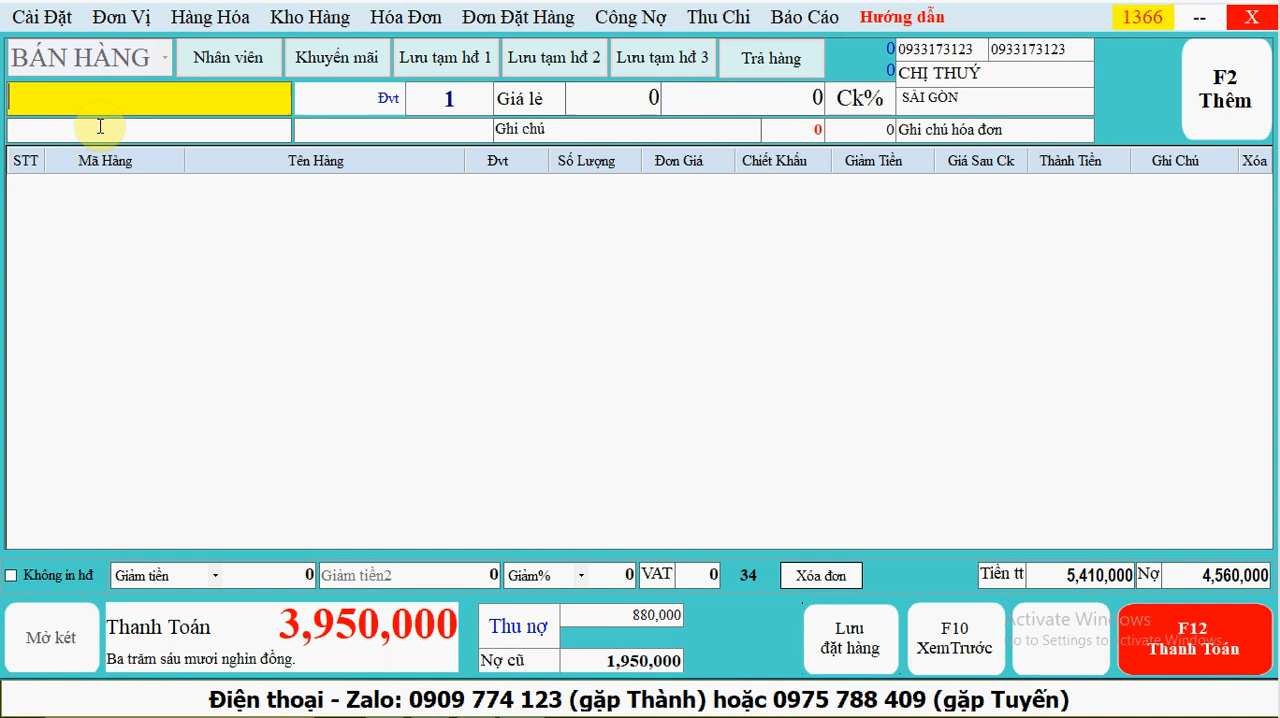 Cài Đặt Đơn Vị Hàng Hóa Kho Hàng Hóa Đơn Đơn Đặt Hàng Công Nợ Thu Chi Báo Cáo Hướng dẫn 1366 -- X
BÁN HÀNG Nhân viên Khuyến mãi Lưu tạm hđ 1 Lưu tạm hđ 2 Lưu tạm hđ 3 Trả hàng 0 0933173123 0933173123
0 CHỊ THUÝ
F2
Thêm
Đvt 1 Giá lẻ 0 0 Ck% SÀI GÒN
Ghi chú 0 0 Ghi chú hóa đơn
STT Mã Hàng Tên Hàng Đvt Số Lượng Đơn Giá Chiết Khấu Giảm Tiền Giá Sau Ck Thành Tiền Ghi Chú Xóa
Không in hđ Giảm tiền 0 Giảm tiền2 0 Giảm% 0 VAT 0 34 Xóa đơn Tiền tt 5,410,000 Nợ 4,560,000
Mở két
Thanh Toán 3,950,000
Ba trăm sáu mươi nghìn đồng.
Thu nợ 880,000
Nợ cũ 1,950,000
Lưu
đặt hàng
F10
XemTrước
Activate Windows
Go to Settings to activate Windows.
F12
Thanh Toán
Điện thoại - Zalo: 0909 774 123 (gặp Thành) hoặc 0975 788 409 (gặp Tuyến)